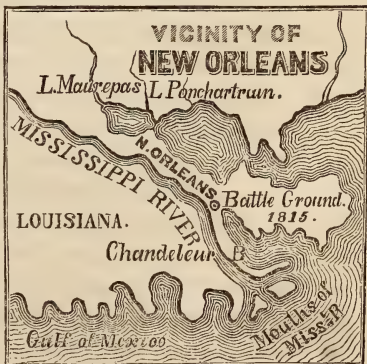 VICINITY OF
NEW ORLEANS
L. Maurepas
L Ponchartrain.
MISSISSIPPI RIVER
N. ORLEANS
Battle Ground.
1815.
LOUISIANA.
Chandeleur B
Gulf of Mexico
Mouths of
Miss. R